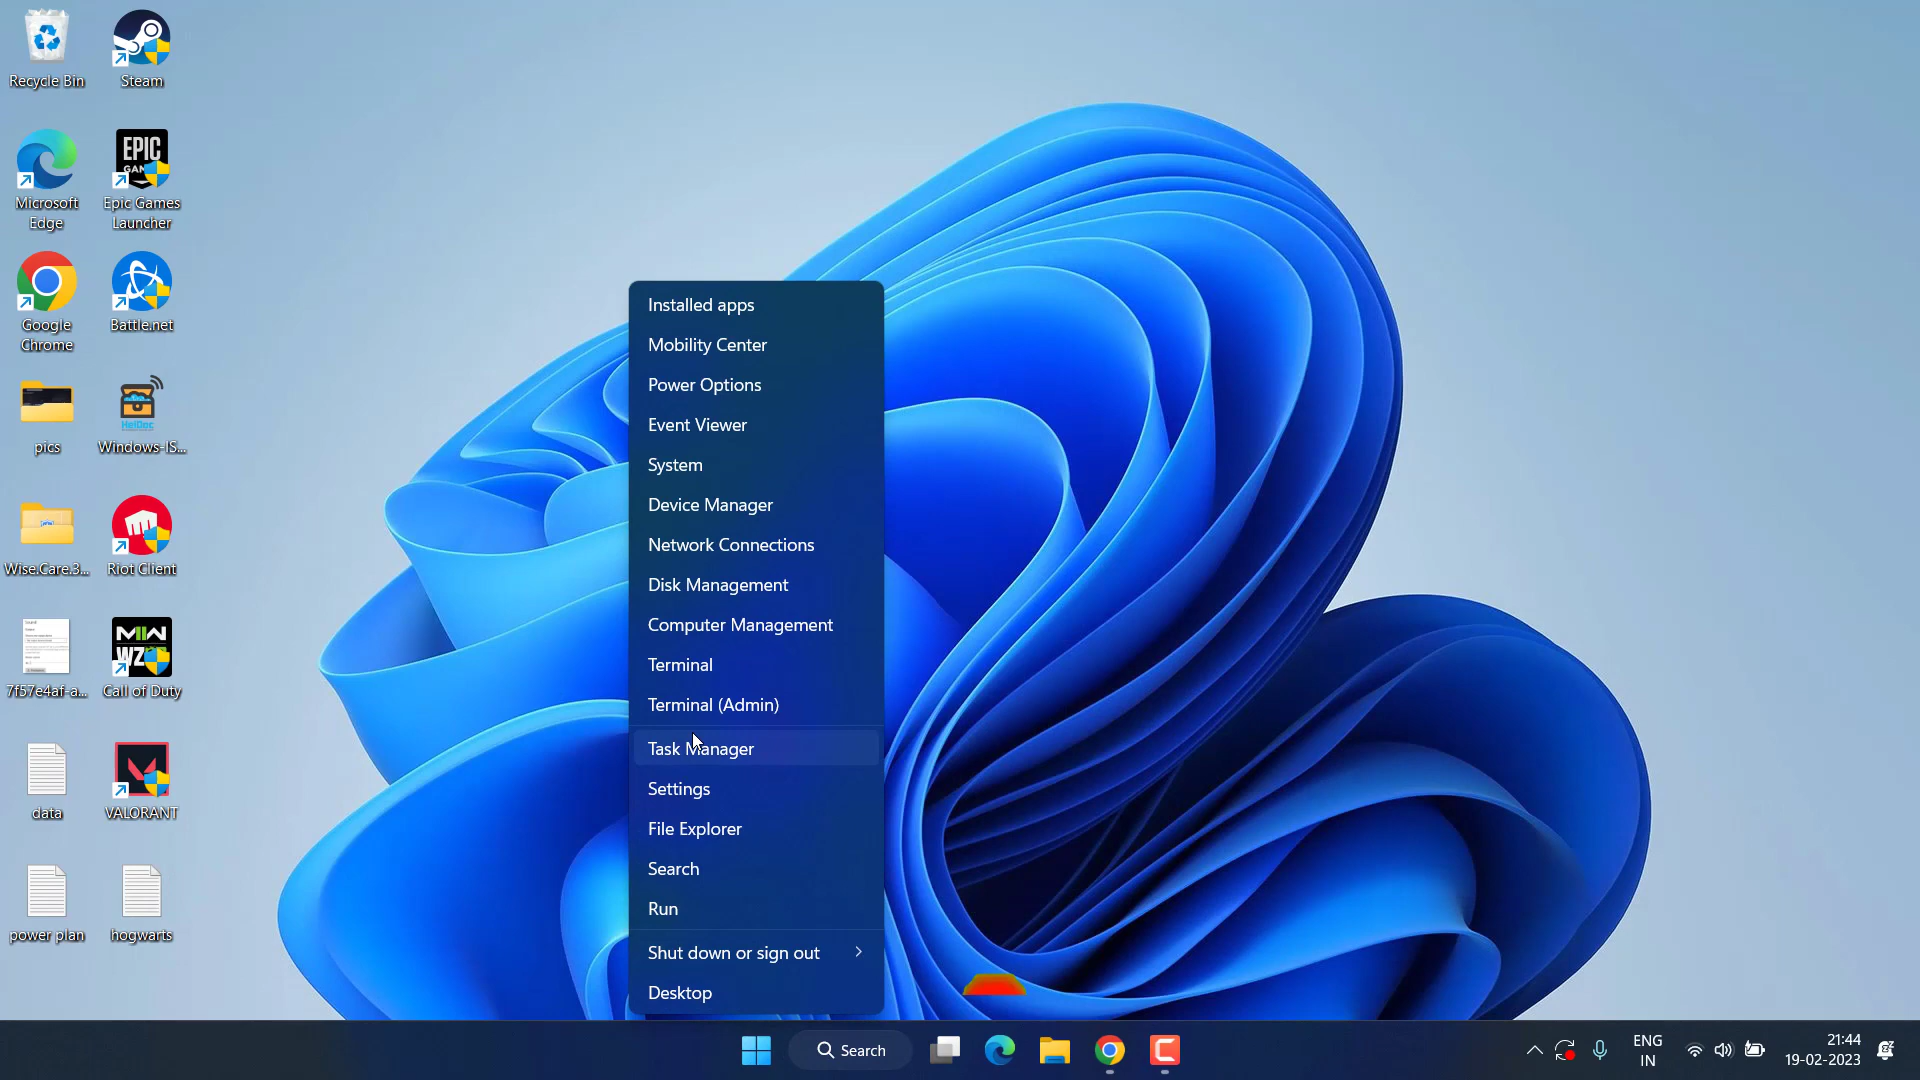 Recycle Bin
Steam
Microsoft
Edge
EPIC
Epic Games
Launcher
Google
Chrome
Battle.net
pics
HeiDoc
Windows-IS...
Wise.Care.3...
Riot Client
7f57e4af-a...
MW
WZ
Call of Duty
data
VALORANT
power plan
hogwarts
Installed apps
Mobility Center
Power Options
Event Viewer
System
Device Manager
Network Connections
Disk Management
Computer Management
Terminal
Terminal (Admin)
Task Manager
Settings
File Explorer
Search
Run
Shut down or sign out
Desktop
Search
ENG
IN
21:44
19-02-2023